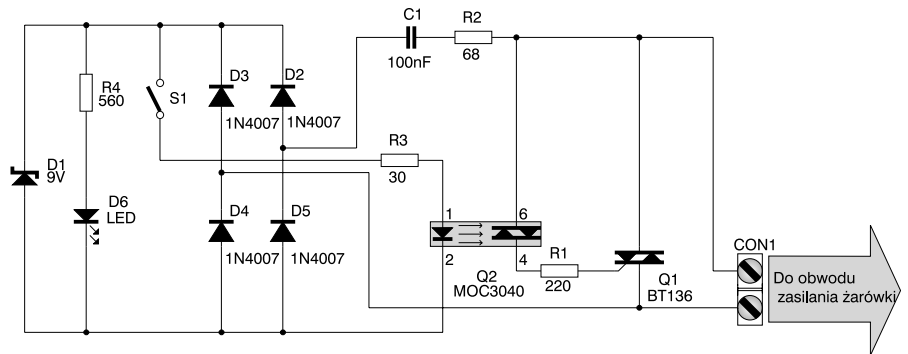 C1
100nF
R2
68
R4
560
S1
D3
1N4007
D2
1N4007
R3
30
D1
9V
D6
LED
D4
1N4007
D5
1N4007
1
2
6
4
Q2
MOC3040
R1
220
Q1
BT136
CON1
Do obwodu
zasilania żarówki